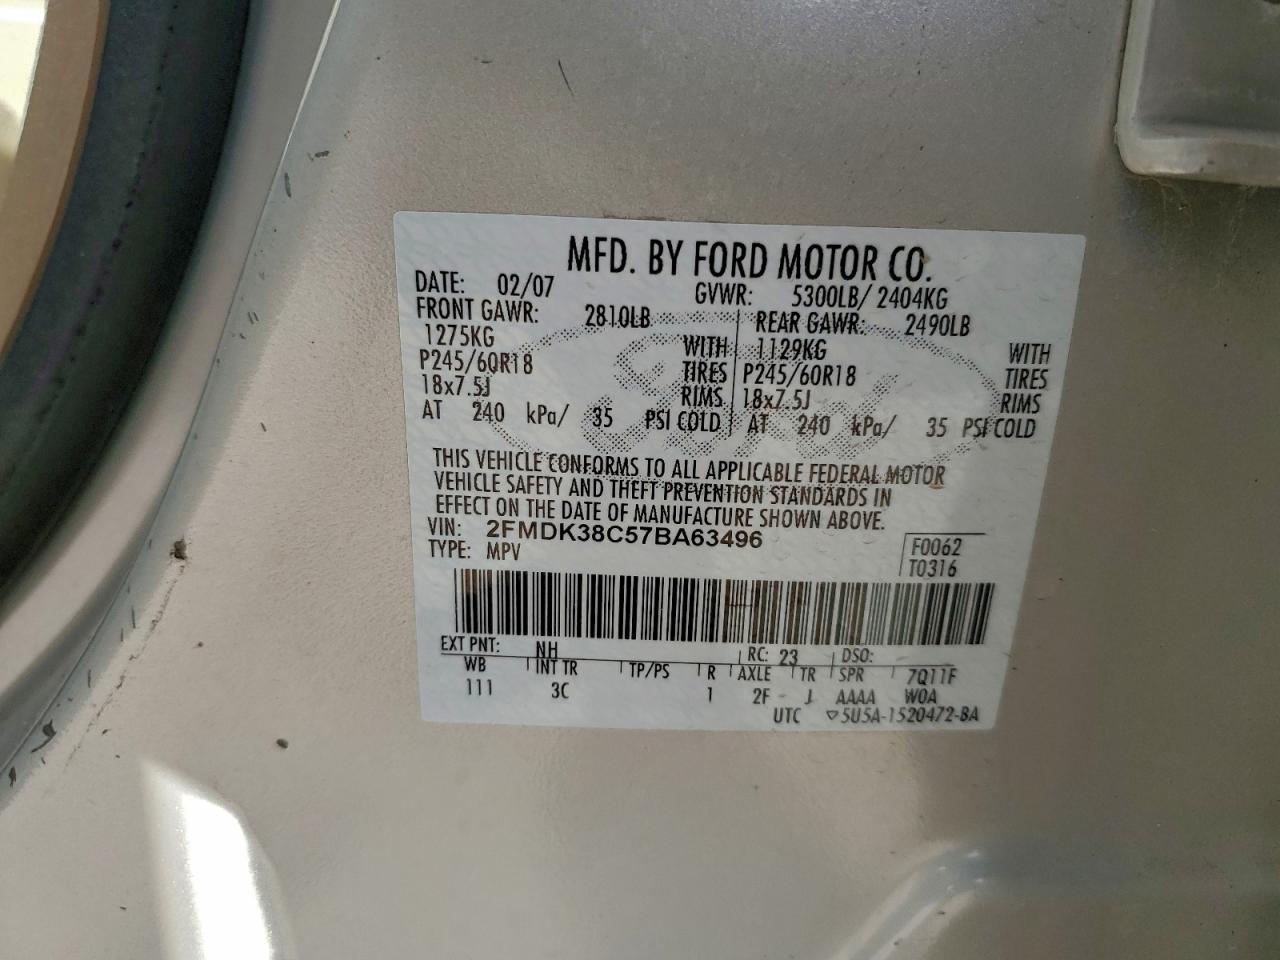 MFD. BY FORD MOTOR CO.
DATE: 02/07 GVWR: 5300LB/ 2404KG
FRONT GAWR: 2810LB REAR GAWR: 2490LB
1275KG WITH 1129KG WITH
P245/60R18 TIRES P245/60R18 TIRES
18x7.5J RIMS 18x7.5J RIMS
AT 240 kPa/ 35 PSI COLD AT 240 kPa/ 35 PSI COLD
THIS VEHICLE CONFORMS TO ALL APPLICABLE FEDERAL MOTOR
VEHICLE SAFETY AND THEFT PREVENTION STANDARDS IN
EFFECT ON THE DATE OF MANUFACTURE SHOWN ABOVE.
VIN: 2FMDK38C57BA63496 F0062
TYPE: MPV T0316
EXT PNT: NH RC: 23 DSO:
WB INT TR TP/PS R AXLE TR SPR 7Q11F
111 3C 1 2F J AAAA W0A
UTC ▽5U5A-1520472-BA